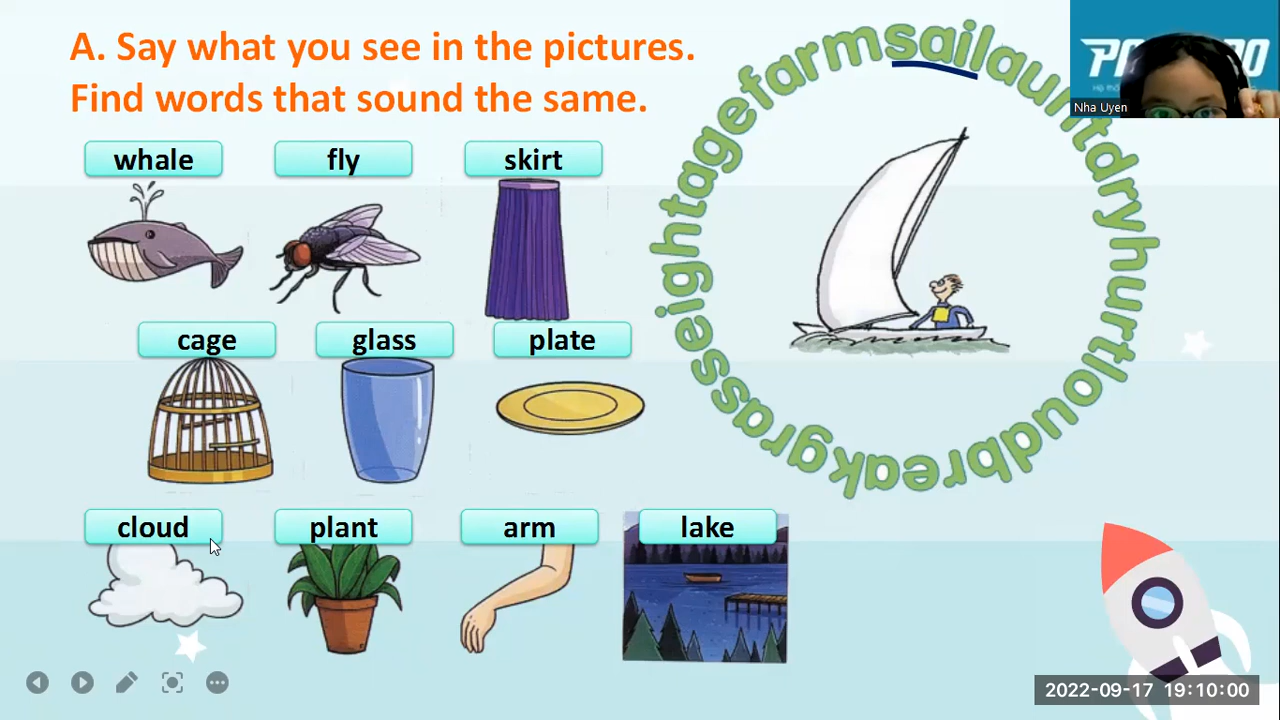 A. Say what you see in the pictures.
Find words that sound the same.
whale
fly
skirt
cage
glass
plate
cloud
plant
arm
lake
sailauntdryhurtloudbreakgrasseightagefarm
Nha Uyen
2022-09-17 19:10:00